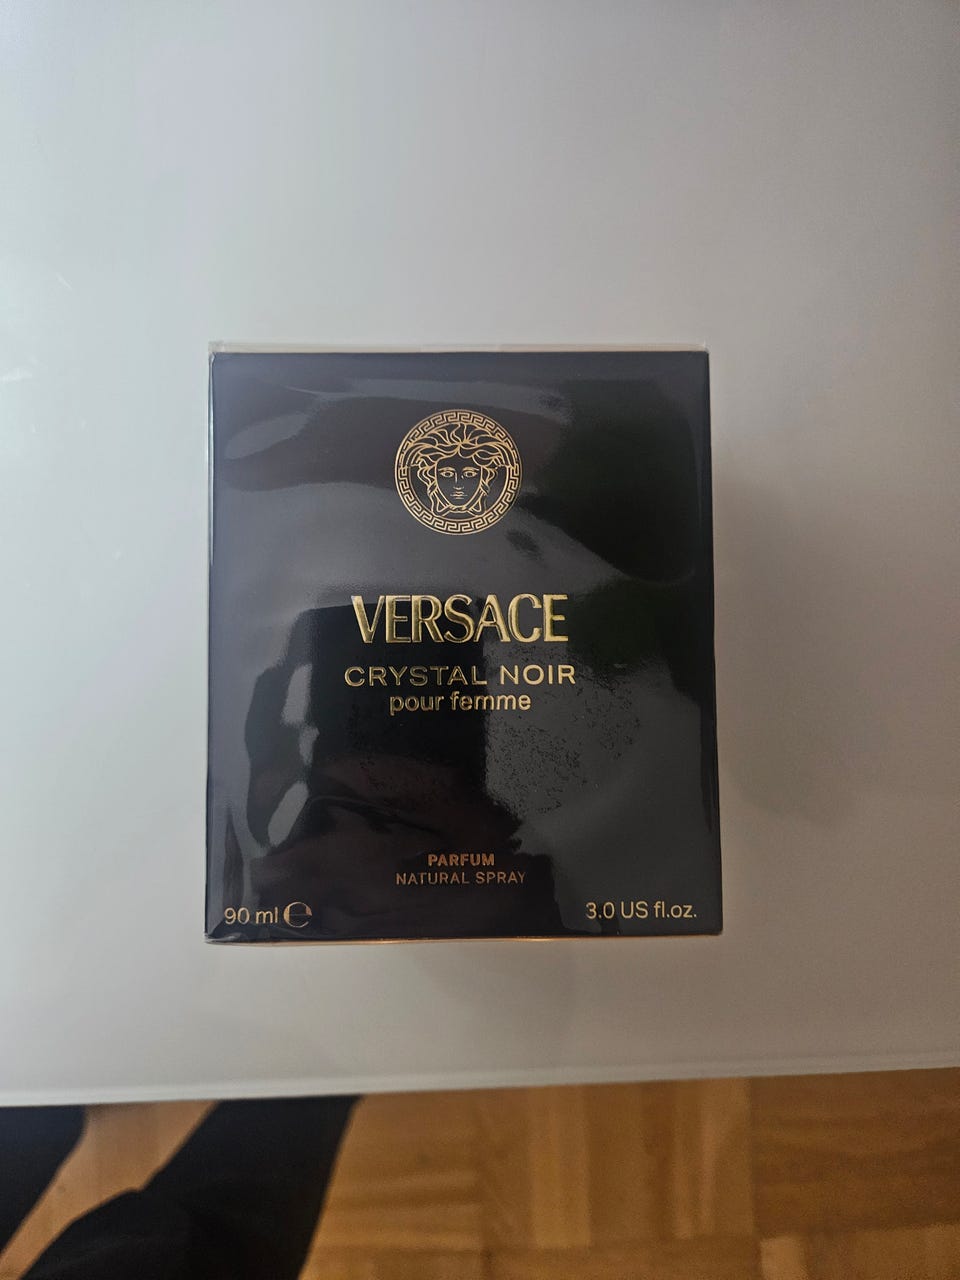 VERSACE
CRYSTAL NOIR
pour femme
PARFUM
NATURAL SPRAY
90 ml ℮
3.0 US fl.oz.